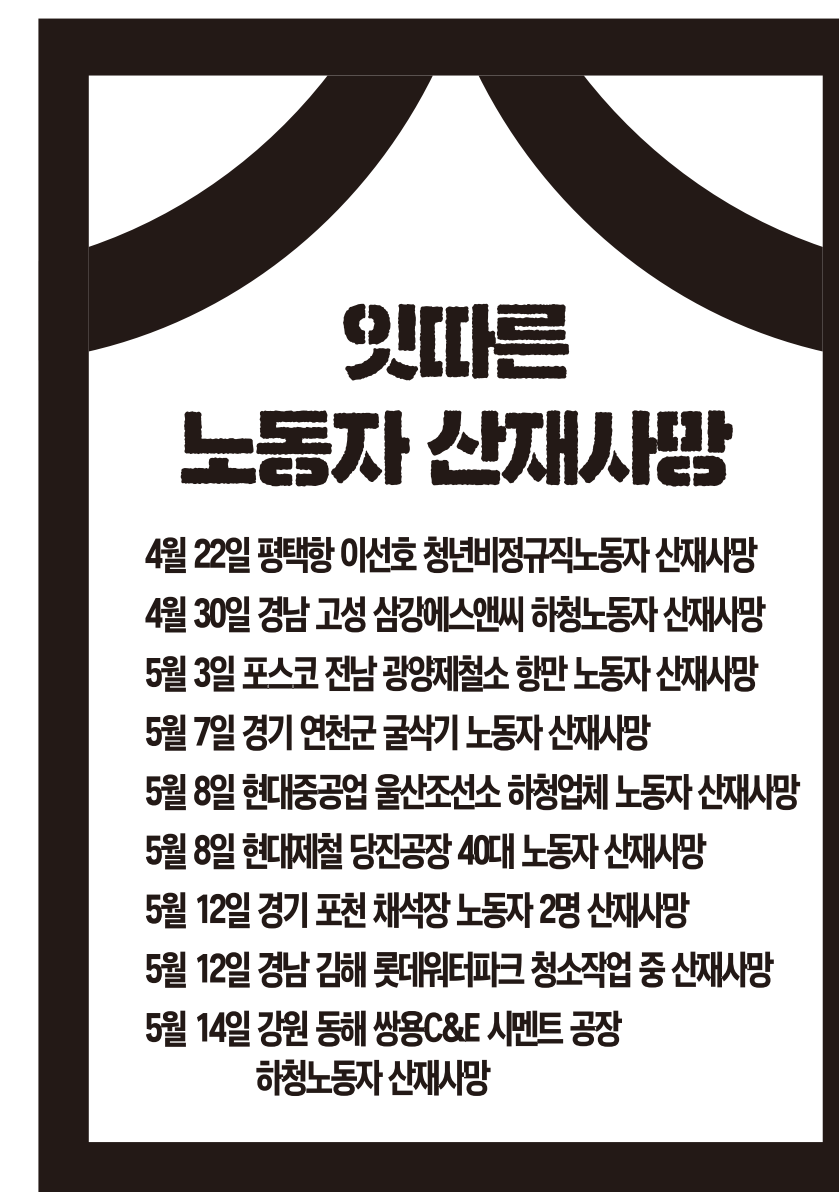 잇따른
노동자 산재사망
4월 22일 평택항 이선호 청년비정규직노동자 산재사망
4월 30일 경남 고성 삼강에스앤씨 하청노동자 산재사망
5월 3일 포스코 전남 광양제철소 항만 노동자 산재사망
5월 7일 경기 연천군 굴삭기 노동자 산재사망
5월 8일 현대중공업 울산조선소 하청업체 노동자 산재사망
5월 8일 현대제철 당진공장 40대 노동자 산재사망
5월 12일 경기 포천 채석장 노동자 2명 산재사망
5월 12일 경남 김해 롯데워터파크 청소작업 중 산재사망
5월 14일 강원 동해 쌍용C&E 시멘트 공장
하청노동자 산재사망